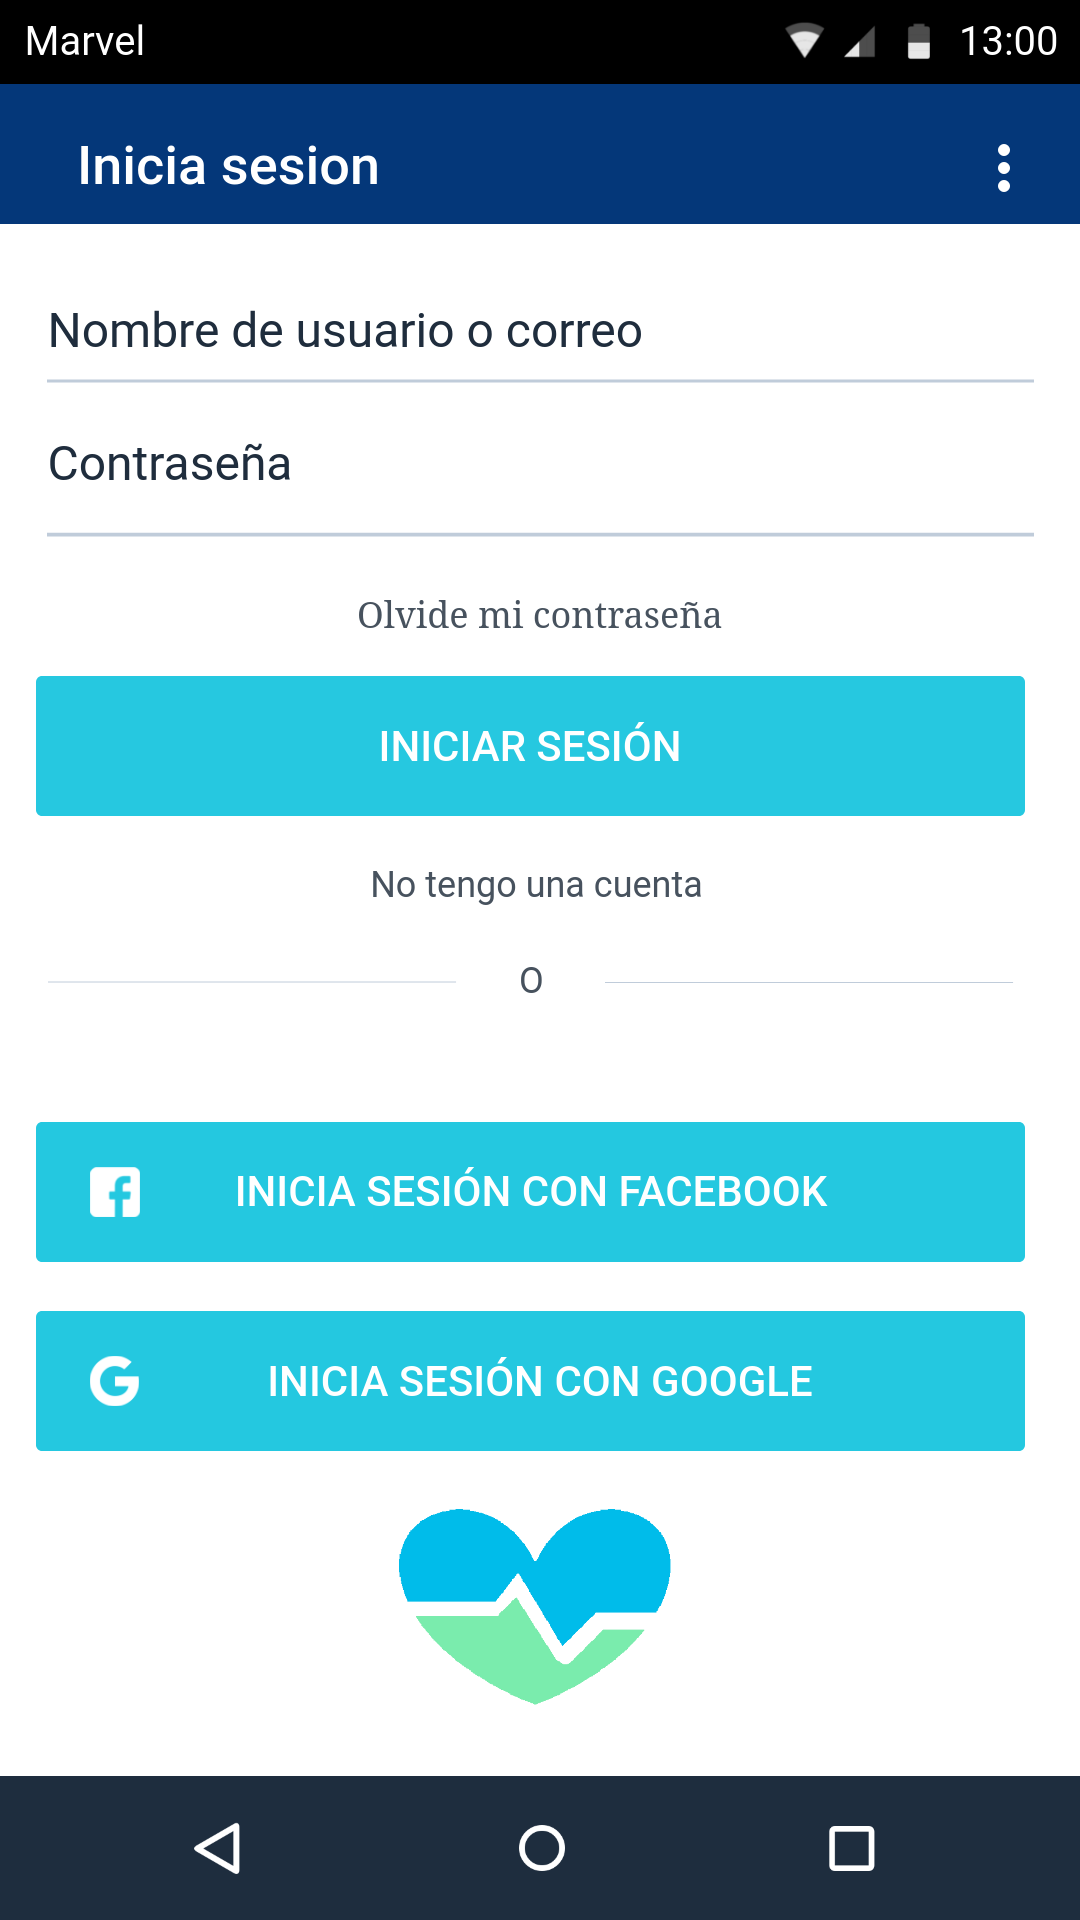 Marvel 13:00
Inicia sesion
Nombre de usuario o correo
Contraseña
Olvide mi contraseña
INICIAR SESIÓN
No tengo una cuenta
O
INICIA SESIÓN CON FACEBOOK
INICIA SESIÓN CON GOOGLE